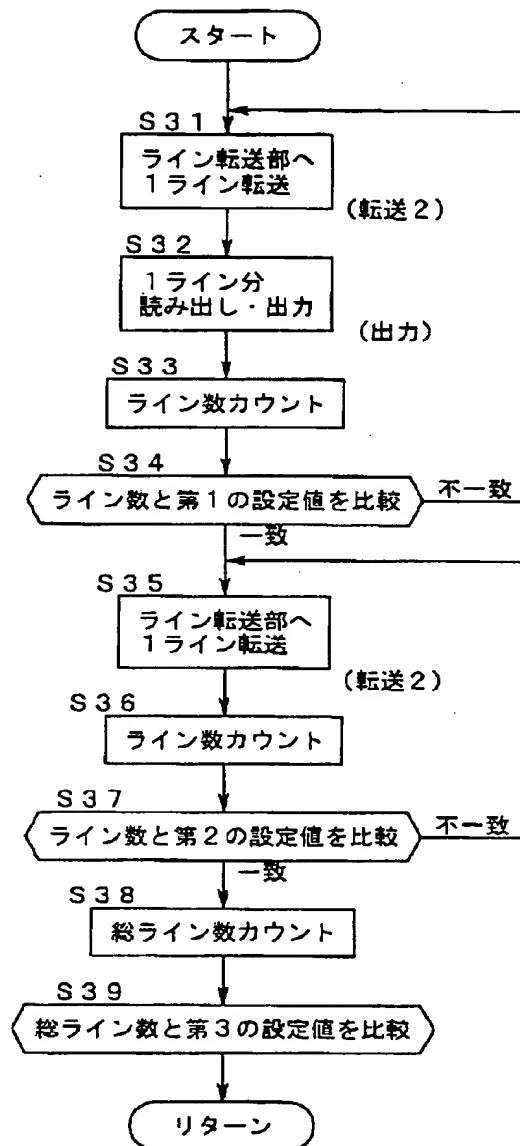 スタート
S31
ライン転送部へ
1ライン転送
(転送2)
S32
1ライン分
読み出し・出力
(出力)
S33
ライン数カウント
S34
ライン数と第1の設定値を比較
不一致
一致
S35
ライン転送部へ
1ライン転送
(転送2)
S36
ライン数カウント
S37
ライン数と第2の設定値を比較
不一致
一致
S38
総ライン数カウント
S39
総ライン数と第3の設定値を比較
リターン